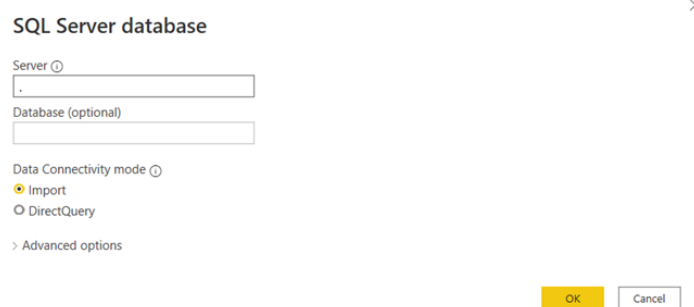 SQL Server database
Server
.
Database (optional)
Data Connectivity mode
Import
DirectQuery
Advanced options
OK Cancel